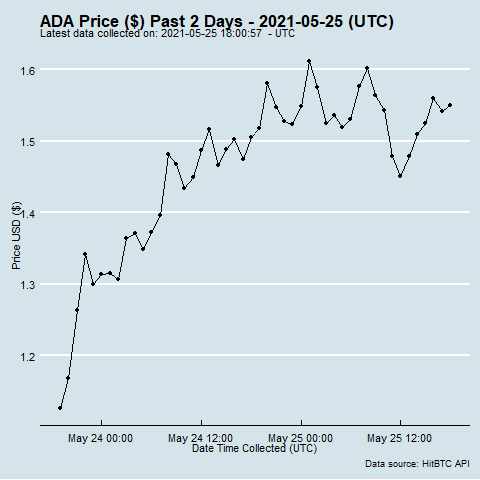 ADA Price ($) Past 2 Days - 2021-05-25 (UTC)
Latest data collected on: 2021-05-25 18:00:57  - UTC
1.6
1.5
1.4
1.3
1.2
Price USD ($)
May 24 00:00
May 24 12:00
May 25 00:00
May 25 12:00
Date Time Collected (UTC)
Data source: HitBTC API